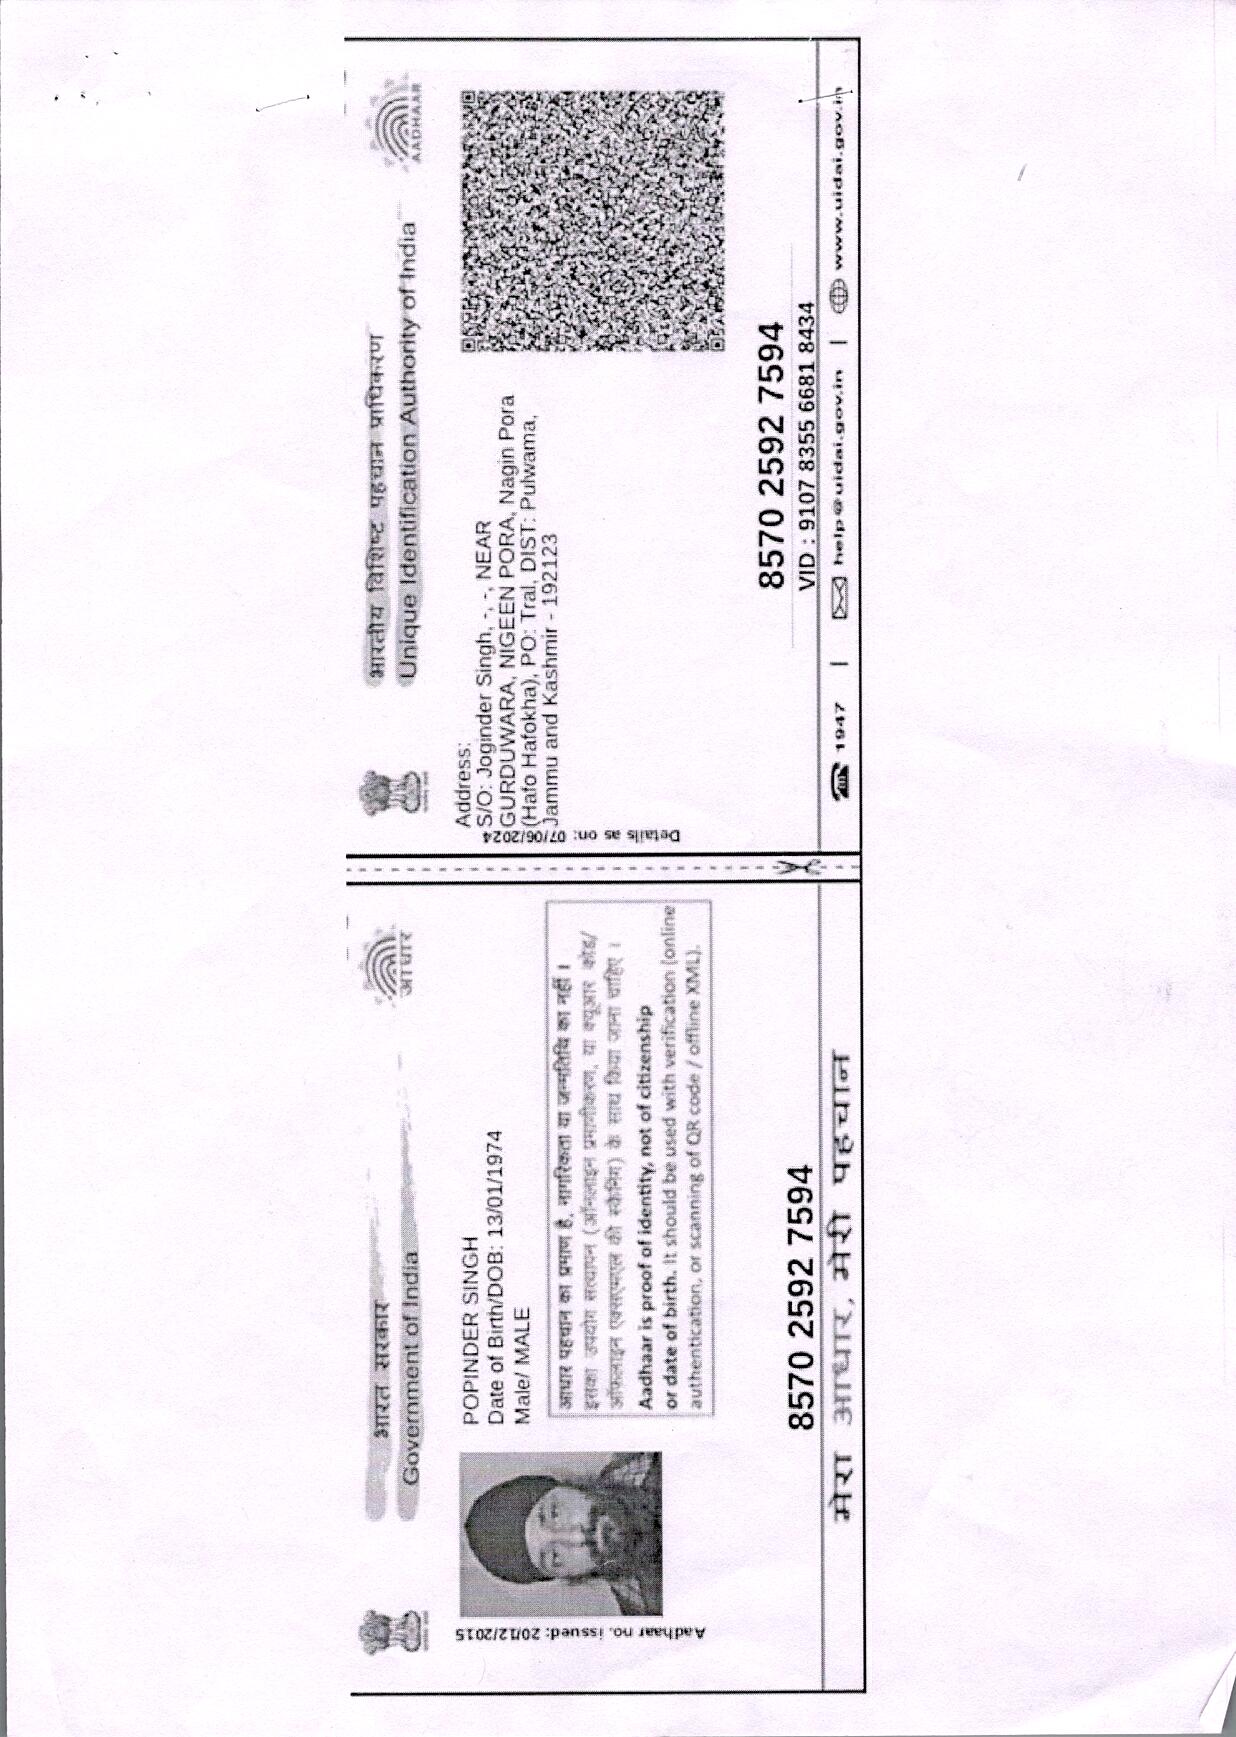 भारत सरकार
Government of India
आधार
Aadhaar no. issued: 20/12/2015
POPINDER SINGH
Date of Birth/DOB: 13/01/1974
Male/ MALE
आधार पहचान का प्रमाण है, नागरिकता या जन्मतिथि का नहीं ।
इसका उपयोग सत्यापन (ऑनलाइन प्रमाणीकरण, या क्यूआर कोड/
ऑफलाइन एक्सएमएल की स्कैनिंग) के साथ किया जाना चाहिए ।
Aadhaar is proof of identity, not of citizenship
or date of birth. It should be used with verification (online
authentication, or scanning of QR code / offline XML).
8570 2592 7594
मेरा आधार, मेरी पहचान
भारतीय विशिष्ट पहचान प्राधिकरण
Unique Identification Authority of India
AADHAAR
Details as on: 07/06/2024
Address:
S/O: Joginder Singh, -, -, NEAR
GURDUWARA, NIGEEN PORA, Nagin Pora
(Hafo Hafokha), PO: Tral, DIST: Pulwama,
Jammu and Kashmir - 192123
8570 2592 7594
VID : 9107 8355 6681 8434
1947 | help@uidai.gov.in | www.uidai.gov.in